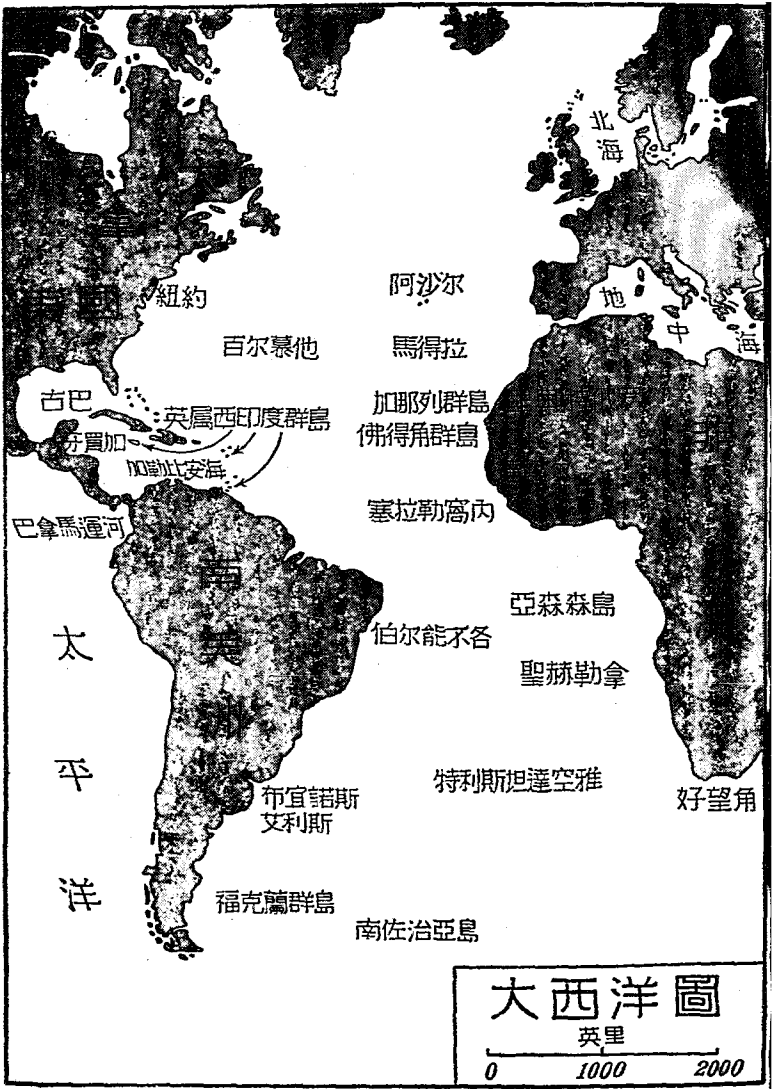 北海
阿沙尔
紐約
地中海
國
百尔慕他
馬得拉
古巴
英屬西印度群島
加那列群島
牙買加
佛得角群島
加勒比安海
巴拿馬運河
塞拉勒窩內
南美洲
亞森森島
太平洋
伯尔能不各
聖赫勒拿
特利斯坦達空雅
布宜諾斯
艾利斯
好望角
福克蘭群島
南佐治亞島
大西洋圖
英里
0 1000 2000